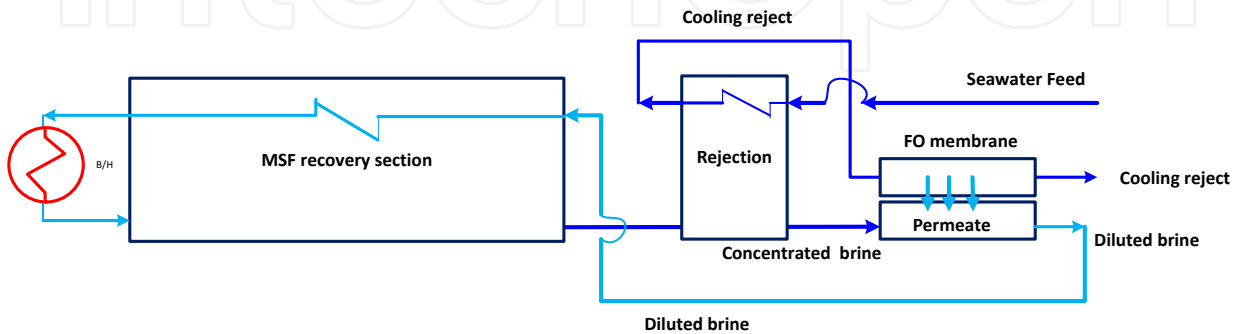 Cooling reject
Seawater Feed
FO membrane
B/H
MSF recovery section
Rejection
Cooling reject
Permeate
Diluted brine
Concentrated brine
Diluted brine